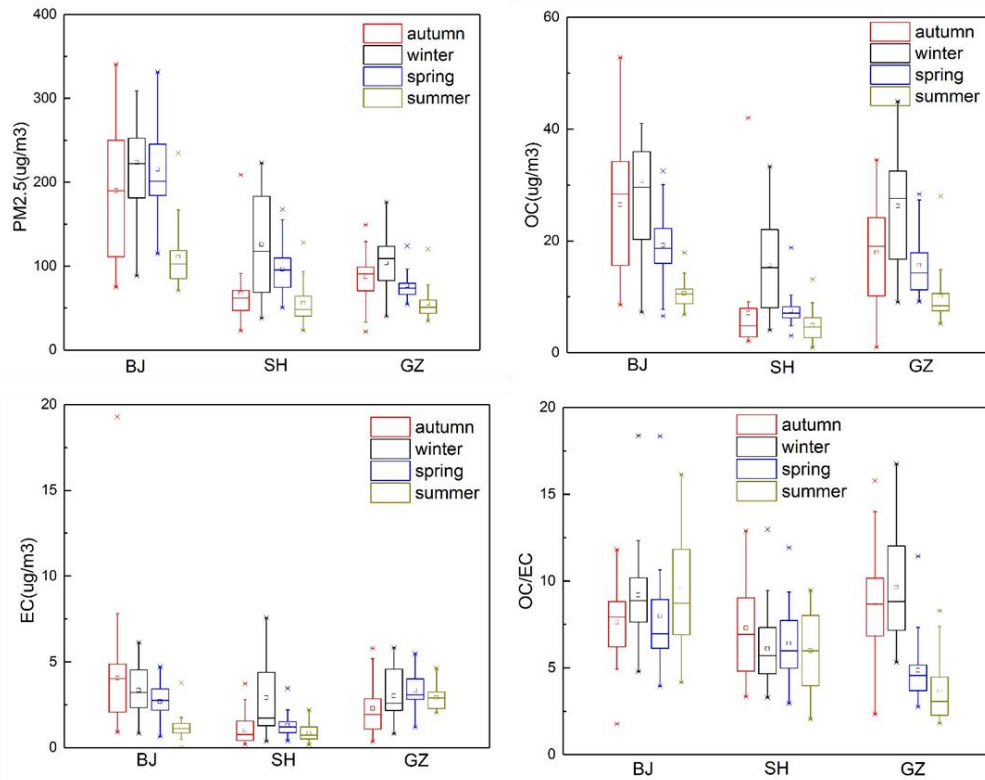 400
300
200
100
0
PM2.5(ug/m3)
autumn
winter
spring
summer
BJ SH GZ
60
40
20
0
OC(ug/m3)
autumn
winter
spring
summer
BJ SH GZ
20
15
10
5
0
EC(ug/m3)
autumn
winter
spring
summer
BJ SH GZ
20
15
10
5
0
OC/EC
autumn
winter
spring
summer
BJ SH GZ